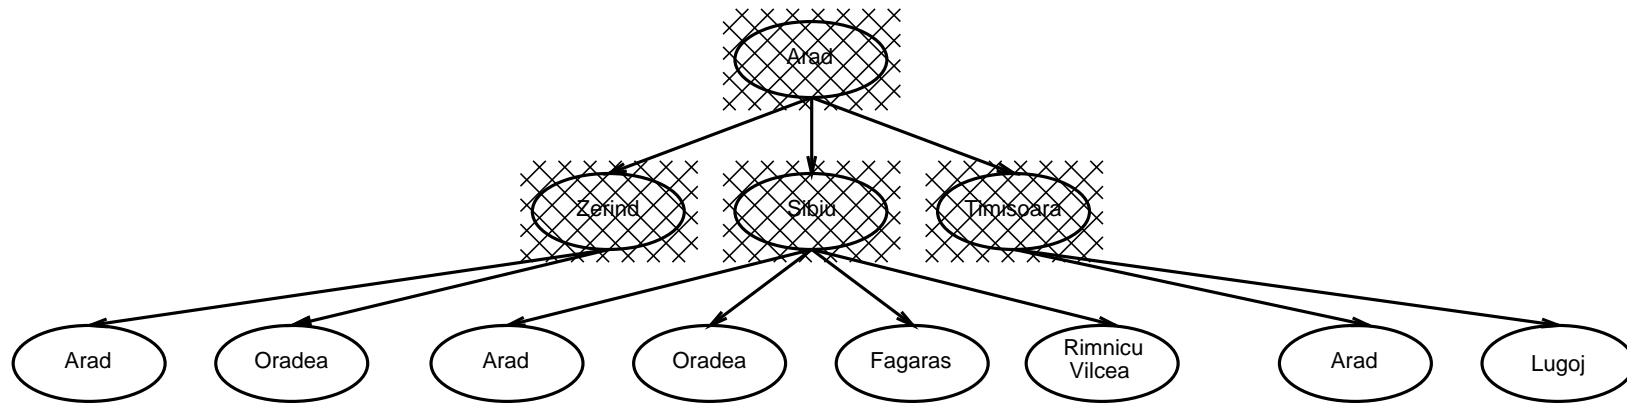 Arad
Zerind
Sibiu
Timisoara
Arad
Oradea
Arad
Oradea
Fagaras
Rimnicu
Vilcea
Arad
Lugoj